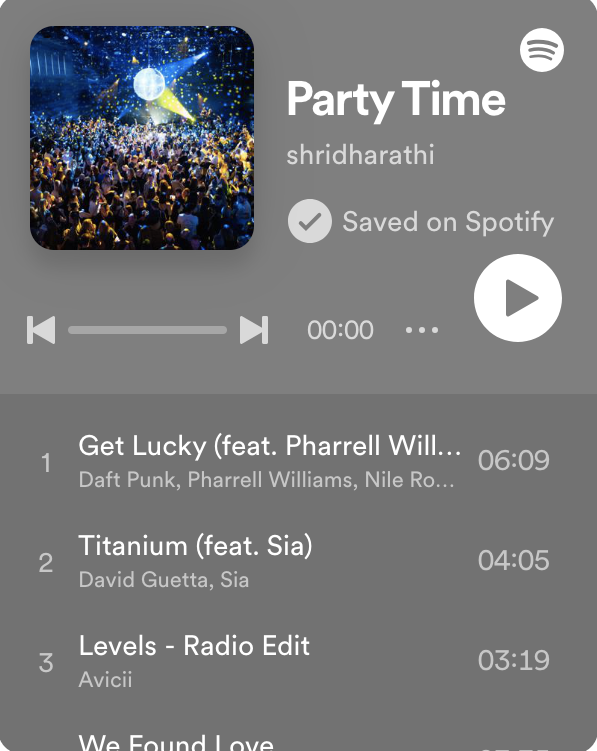 Party Time
shridharathi
Saved on Spotify
00:00
1 Get Lucky (feat. Pharrell Will... 06:09
Daft Punk, Pharrell Williams, Nile Ro...
2 Titanium (feat. Sia) 04:05
David Guetta, Sia
3 Levels - Radio Edit 03:19
Avicii
We Found Love